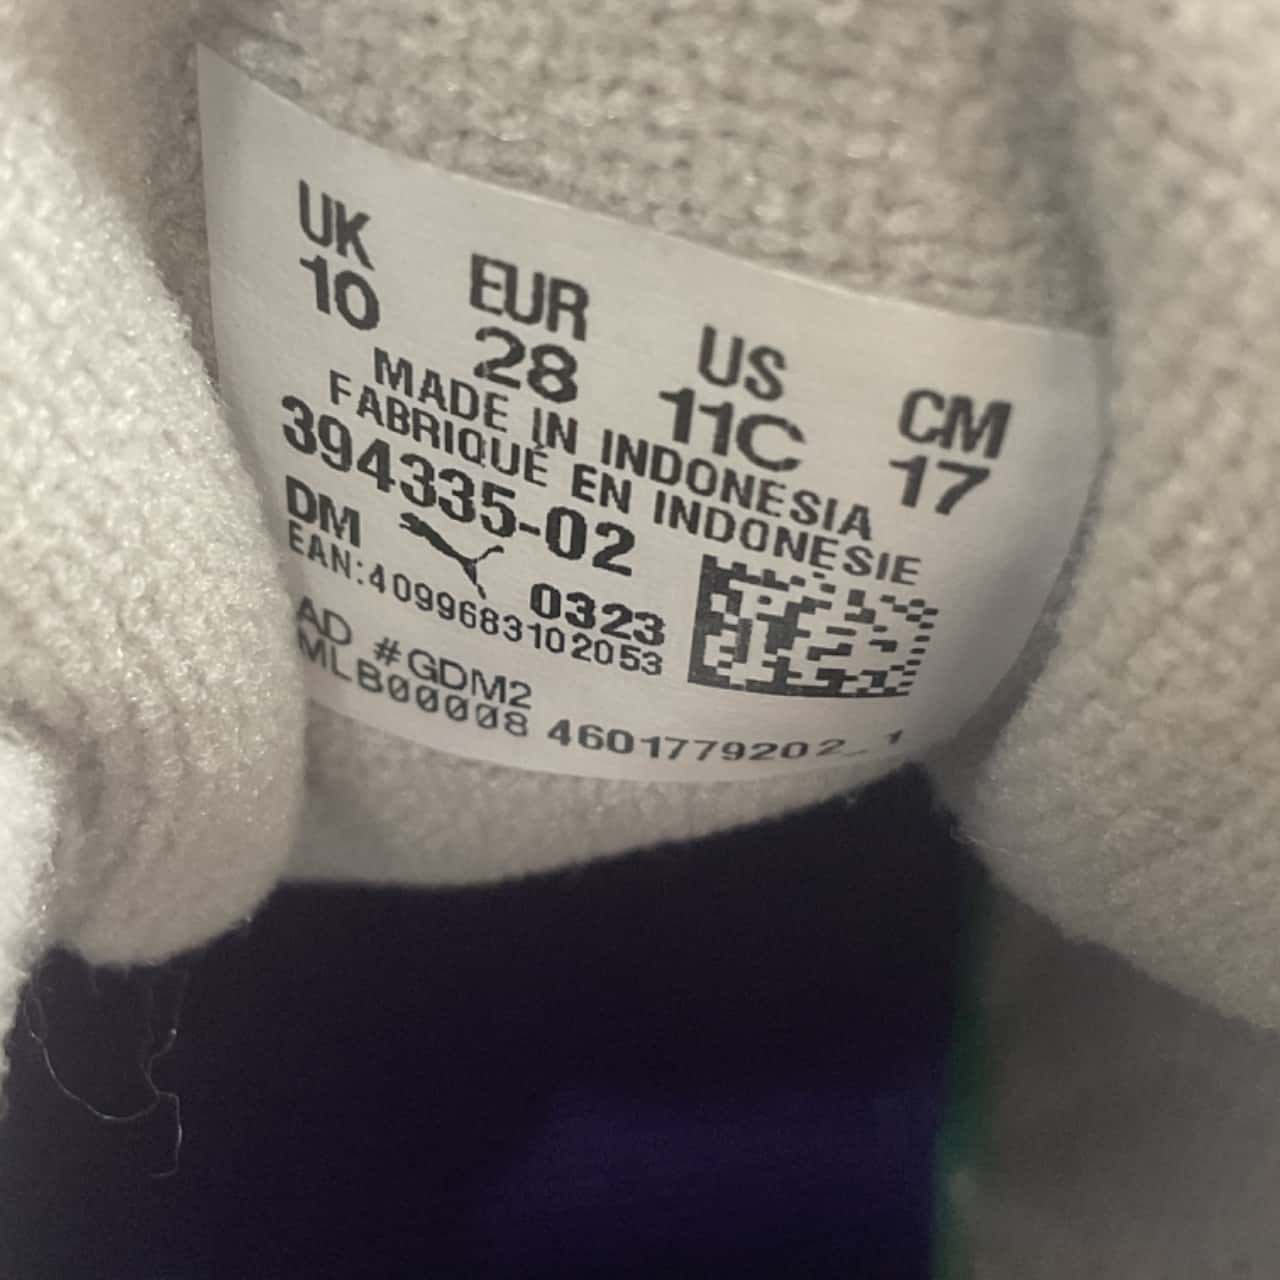 UK EUR US CM
10 28 11C 17
MADE IN INDONESIA
FABRIQUÉ EN INDONESIE
394335-02
DM 0323
EAN:4099683102053
AD #GDM2
MLB00008 4601779202_1